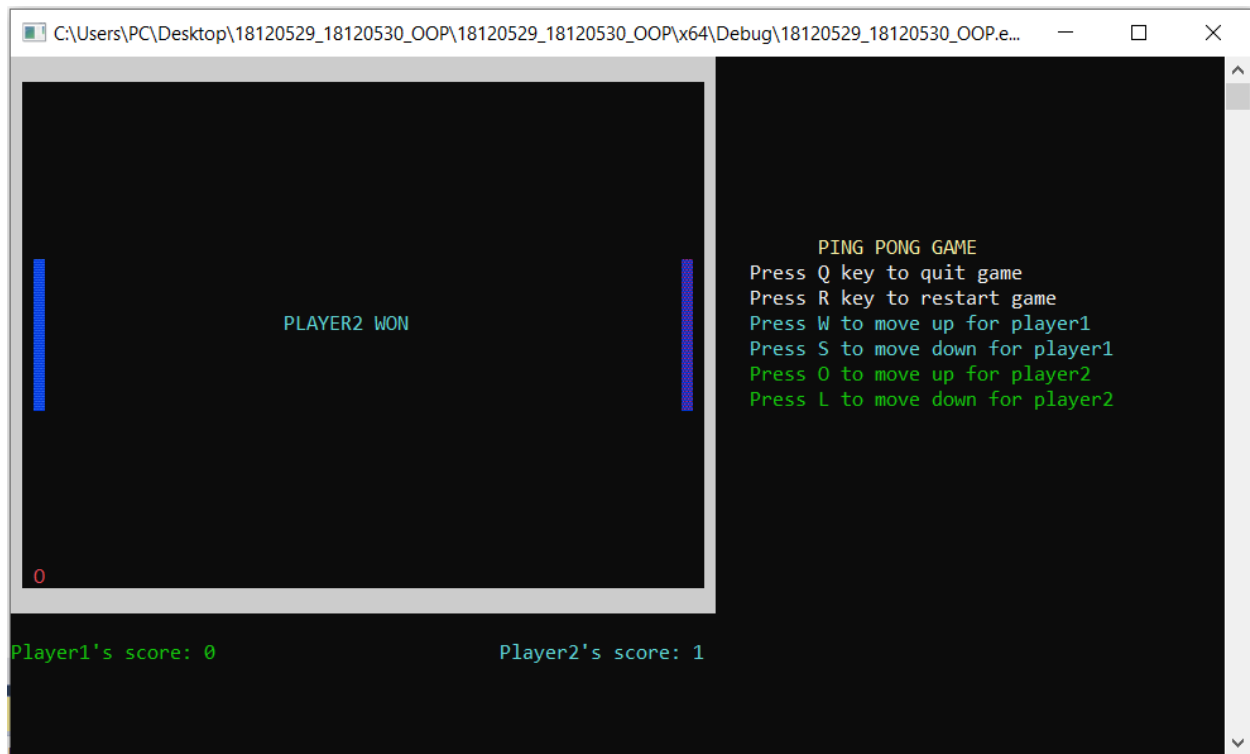 C:\Users\PC\Desktop\18120529_18120530_OOP\18120529_18120530_OOP\x64\Debug\18120529_18120530_OOP.e...
PING PONG GAME
Press Q key to quit game
Press R key to restart game
PLAYER2 WON
Press W to move up for player1
Press S to move down for player1
Press O to move up for player2
Press L to move down for player2
O
Player1's score: 0
Player2's score: 1